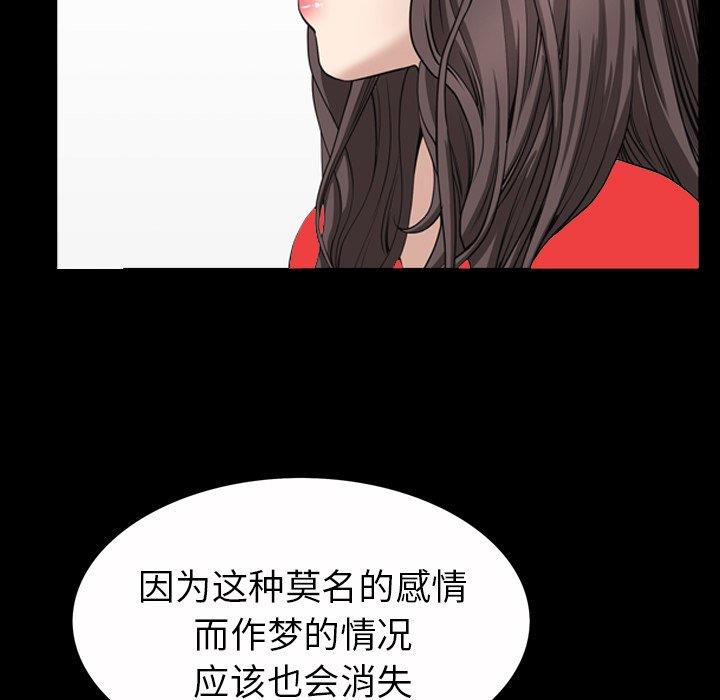 因为这种莫名的感情
而作梦的情况
应该也会消失